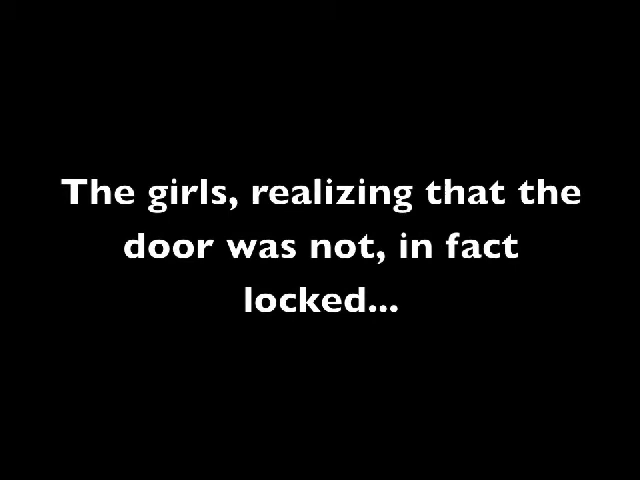 The girls, realizing that the
door was not, in fact
locked...